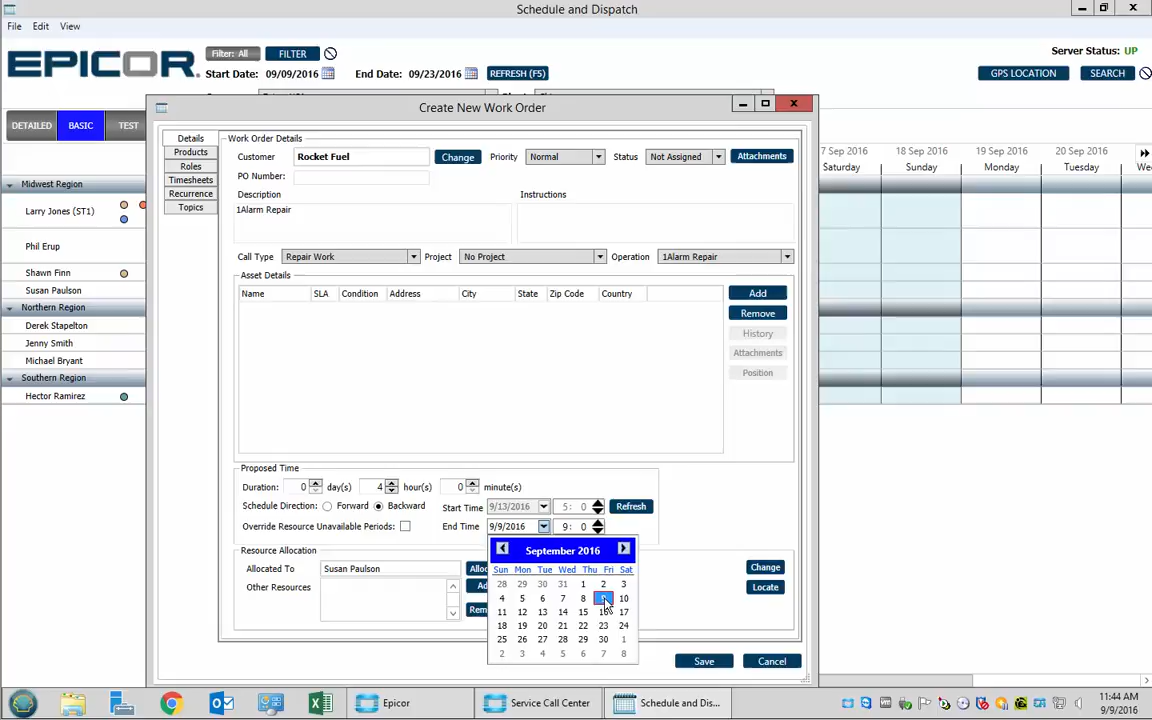 Schedule and Dispatch
File Edit View
EPICOR
Filter: All FILTER
Server Status: UP
Start Date: 09/09/2016 End Date: 09/23/2016 REFRESH (F5)
GPS LOCATION SEARCH
Create New Work Order
DETAILED BASIC TEST
Details
Products
Roles
Timesheets
Recurrence
Topics
Work Order Details
Customer Rocket Fuel Change Priority Normal Status Not Assigned Attachments
PO Number:
Description Instructions
1Alarm Repair
Call Type Repair Work Project No Project Operation 1Alarm Repair
Asset Details
Name SLA Condition Address City State Zip Code Country
Add
Remove
History
Attachments
Position
7 Sep 2016 18 Sep 2016 19 Sep 2016 20 Sep 2016
Saturday Sunday Monday Tuesday
Midwest Region
Larry Jones (ST1)
Phil Erup
Shawn Finn
Susan Paulson
Northern Region
Derek Stapelton
Jenny Smith
Michael Bryant
Southern Region
Hector Ramirez
Proposed Time
Duration: 0 day(s) 4 hour(s) 0 minute(s)
Schedule Direction: Forward Backward Start Time 9/13/2016 5: 0 Refresh
Override Resource Unavailable Periods: End Time 9/9/2016 9: 0
Resource Allocation
Allocated To Susan Paulson
Other Resources
Change
Locate
September 2016
Sun Mon Tue Wed Thu Fri Sat
28 29 30 31 1 2 3
4 5 6 7 8 9 10
11 12 13 14 15 16 17
18 19 20 21 22 23 24
25 26 27 28 29 30 1
2 3 4 5 6 7 8
Save Cancel
Epicor Service Call Center Schedule and Dis...
11:44 AM
9/9/2016